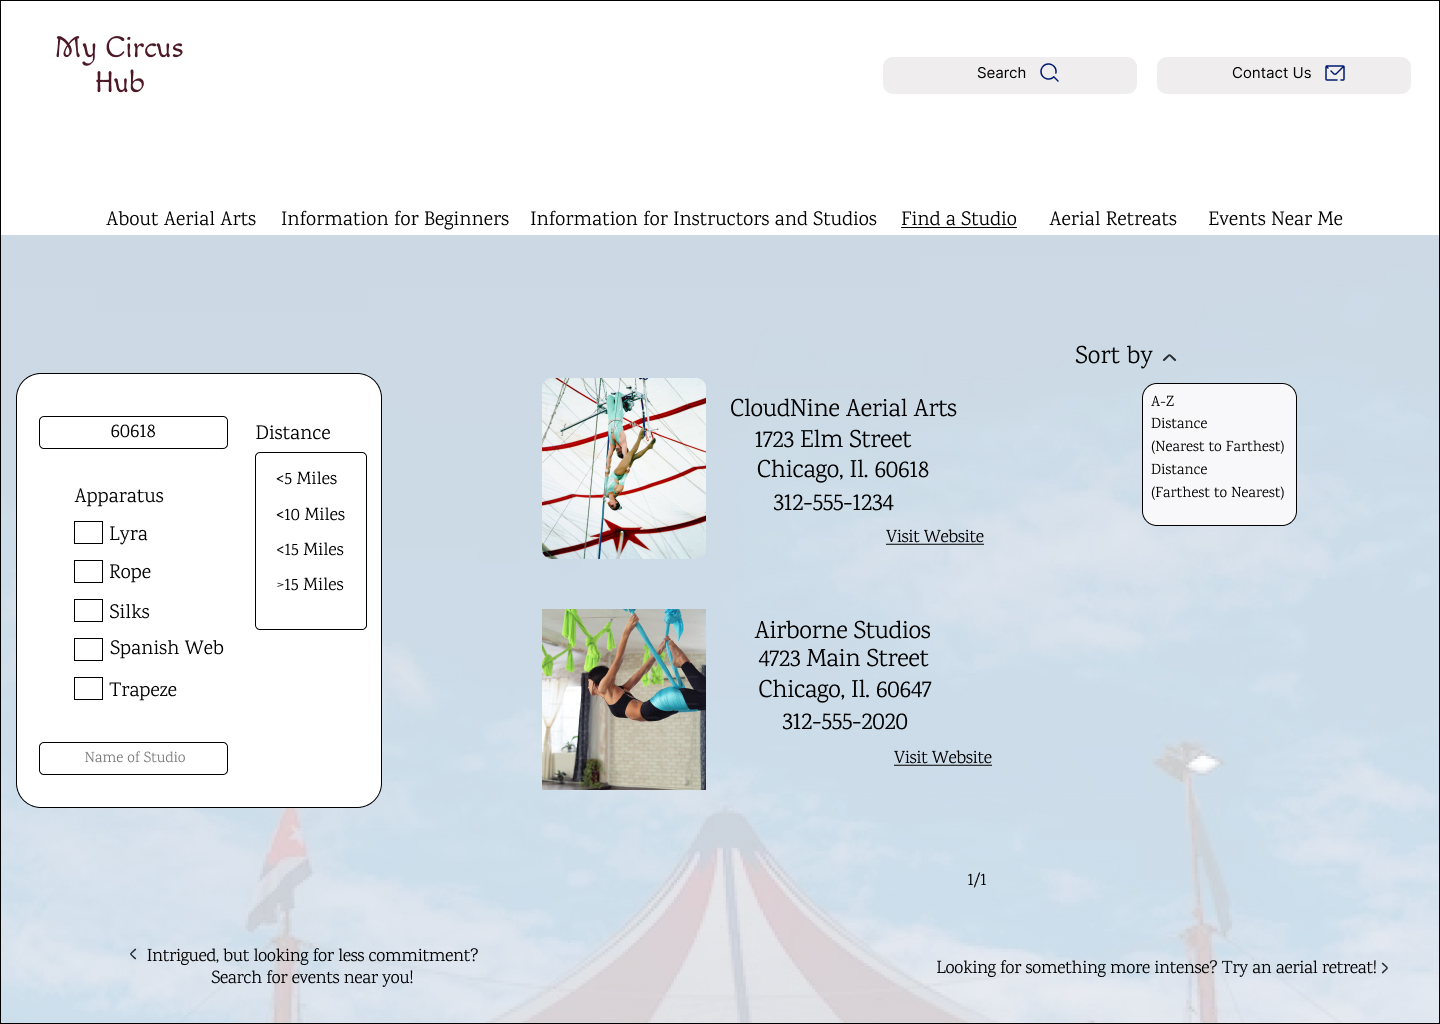 My Circus
Hub
Search
Contact Us
About Aerial Arts
Information for Beginners
Information for Instructors and Studios
Find a Studio
Aerial Retreats
Events Near Me
60618
Distance
<5 Miles
<10 Miles
<15 Miles
>15 Miles
Apparatus
Lyra
Rope
Silks
Spanish Web
Trapeze
Name of Studio
CloudNine Aerial Arts
1723 Elm Street
Chicago, Il. 60618
312-555-1234
Visit Website
Airborne Studios
4723 Main Street
Chicago, Il. 60647
312-555-2020
Visit Website
Sort by
A-Z
Distance
(Nearest to Farthest)
Distance
(Farthest to Nearest)
1/1
Intrigued, but looking for less commitment?
Search for events near you!
Looking for something more intense? Try an aerial retreat!